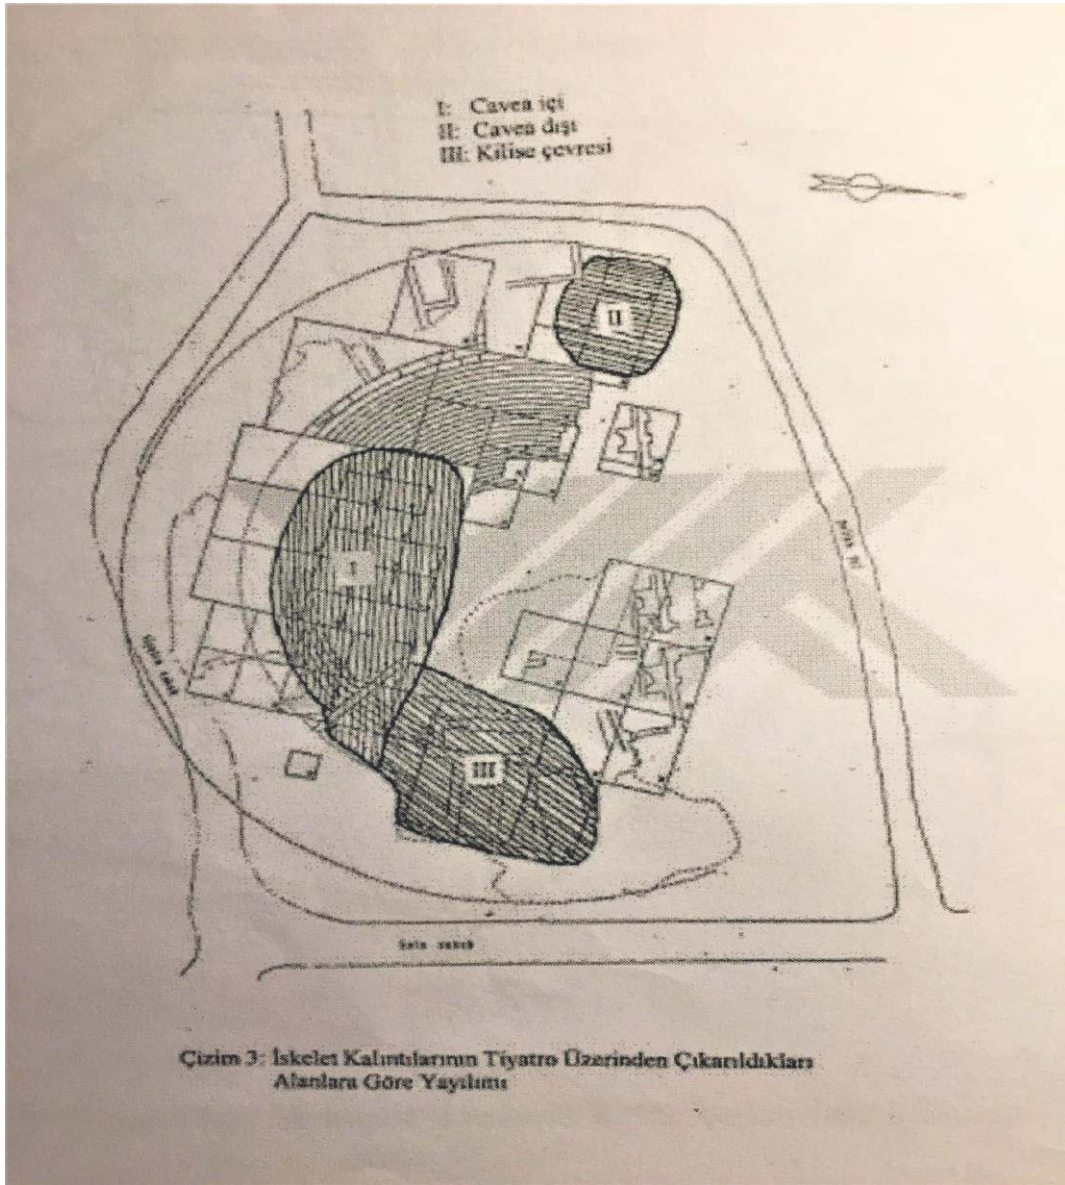 I: Cavea içi
II: Cavea dışı
III: Kilise çevresi
II
I
III
sokak
Çizim 3: İskelet Kalıntılarının Tiyatro Üzerinden Çıkarıldıkları
Alanlara Göre Yayılımı